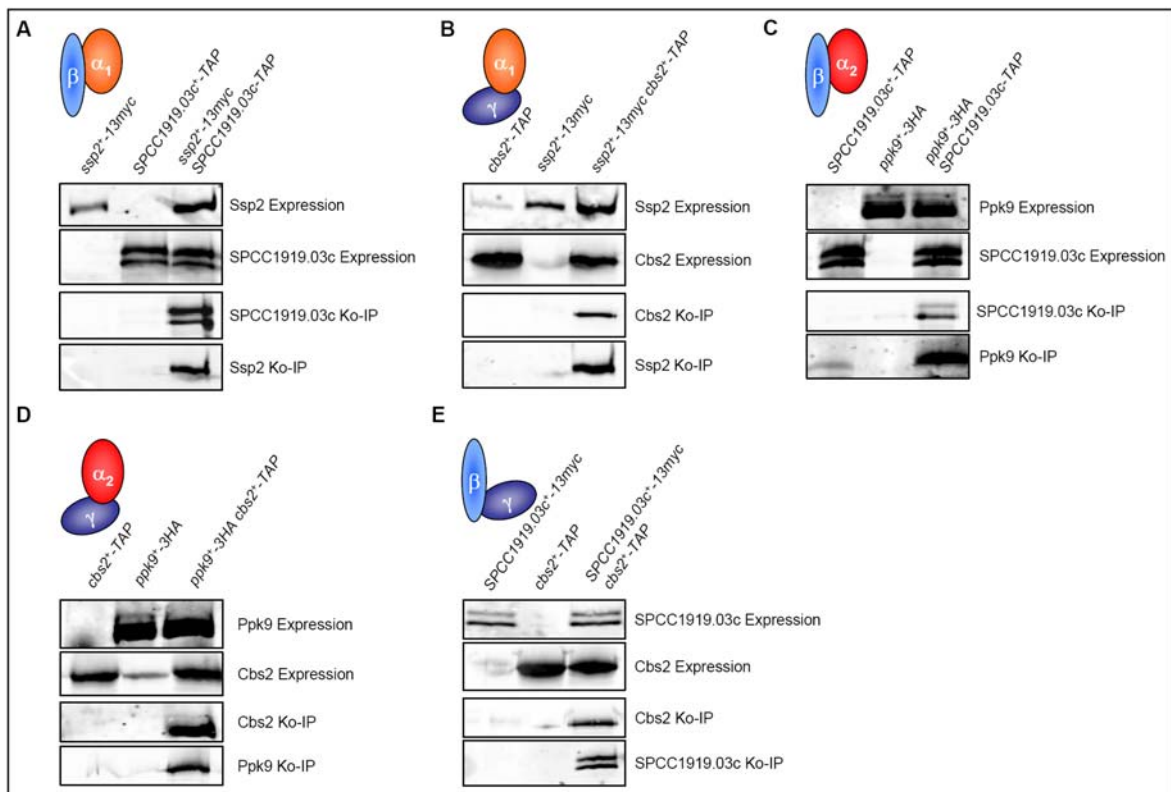 A
β α1
ssp2+-13myc
SPCC1919.03c+-TAP
ssp2+-13myc
SPCC1919.03c-TAP
Ssp2 Expression
SPCC1919.03c Expression
SPCC1919.03c Ko-IP
Ssp2 Ko-IP
B
α1
γ
cbs2+-TAP
ssp2+-13myc
ssp2+-13myc cbs2+-TAP
Ssp2 Expression
Cbs2 Expression
Cbs2 Ko-IP
Ssp2 Ko-IP
C
β α2
SPCC1919.03c+-TAP
ppk9+-3HA
ppk9+-3HA
SPCC1919.03c-TAP
Ppk9 Expression
SPCC1919.03c Expression
SPCC1919.03c Ko-IP
Ppk9 Ko-IP
D
α2
γ
cbs2+-TAP
ppk9+-3HA
ppk9+-3HA cbs2+-TAP
Ppk9 Expression
Cbs2 Expression
Cbs2 Ko-IP
Ppk9 Ko-IP
E
β γ
SPCC1919.03c+-13myc
cbs2+-TAP
SPCC1919.03c+-13myc
cbs2+-TAP
SPCC1919.03c Expression
Cbs2 Expression
Cbs2 Ko-IP
SPCC1919.03c Ko-IP